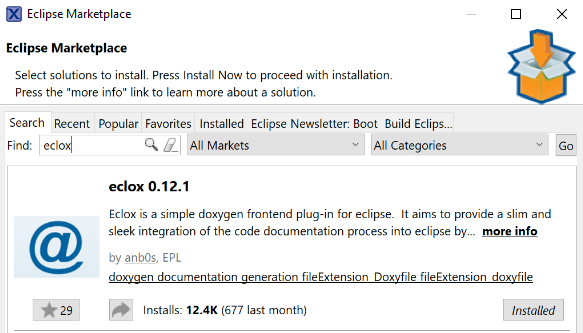 Eclipse Marketplace
Eclipse Marketplace
Select solutions to install. Press Install Now to proceed with installation.
Press the "more info" link to learn more about a solution.
Search Recent Popular Favorites Installed Eclipse Newsletter: Boot Build Eclips...
Find: eclox All Markets All Categories Go
eclox 0.12.1
Eclox is a simple doxygen frontend plug-in for eclipse. It aims to provide a slim and
sleek integration of the code documentation process into eclipse by... more info
by anb0s, EPL
doxygen documentation generation fileExtension_Doxyfile fileExtension_doxyfile
29 Installs: 12.4K (677 last month) Installed